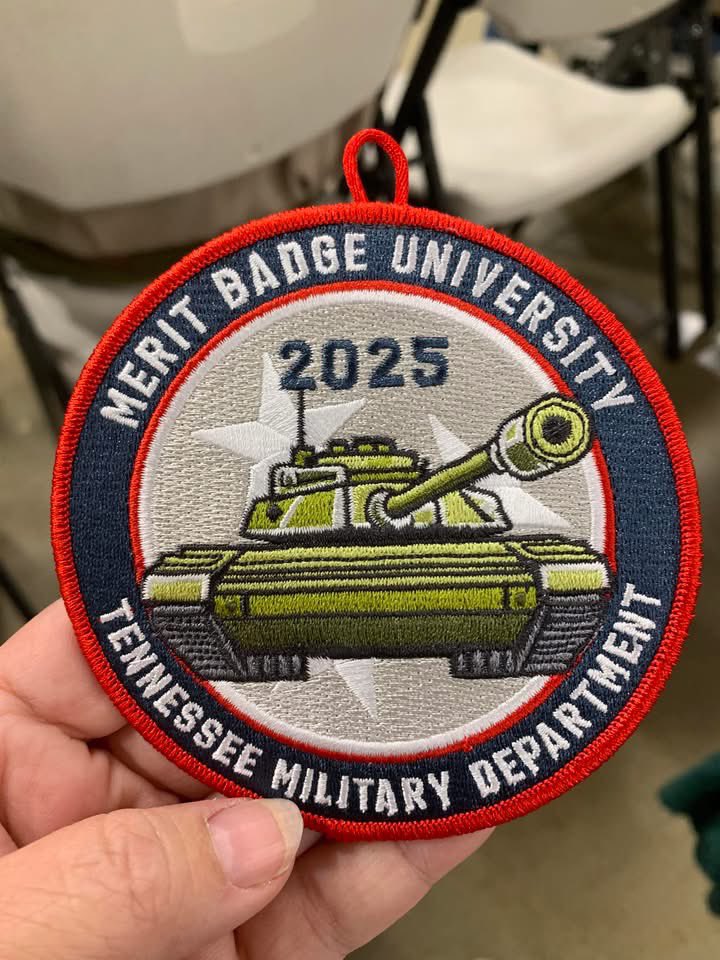 MERIT BADGE UNIVERSITY
2025
TENNESSEE MILITARY DEPARTMENT